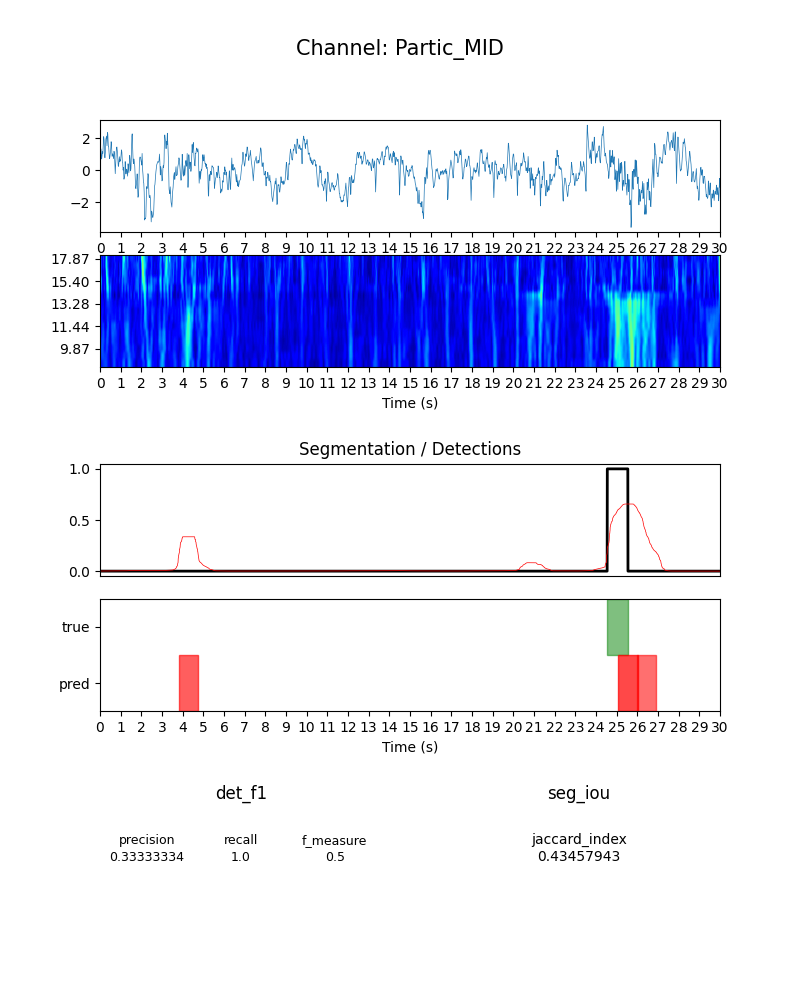 Channel: Partic_MID
2
0
−2
0 1 2 3 4 5 6 7 8 9 10 11 12 13 14 15 16 17 18 19 20 21 22 23 24 25 26 27 28 29 30
17.87
15.40
13.28
11.44
9.87
0 1 2 3 4 5 6 7 8 9 10 11 12 13 14 15 16 17 18 19 20 21 22 23 24 25 26 27 28 29 30
Time (s)
Segmentation / Detections
1.0
0.5
0.0
true
pred
0 1 2 3 4 5 6 7 8 9 10 11 12 13 14 15 16 17 18 19 20 21 22 23 24 25 26 27 28 29 30
Time (s)
det_f1 seg_iou
precision recall f_measure jaccard_index
0.33333334 1.0 0.5 0.43457943